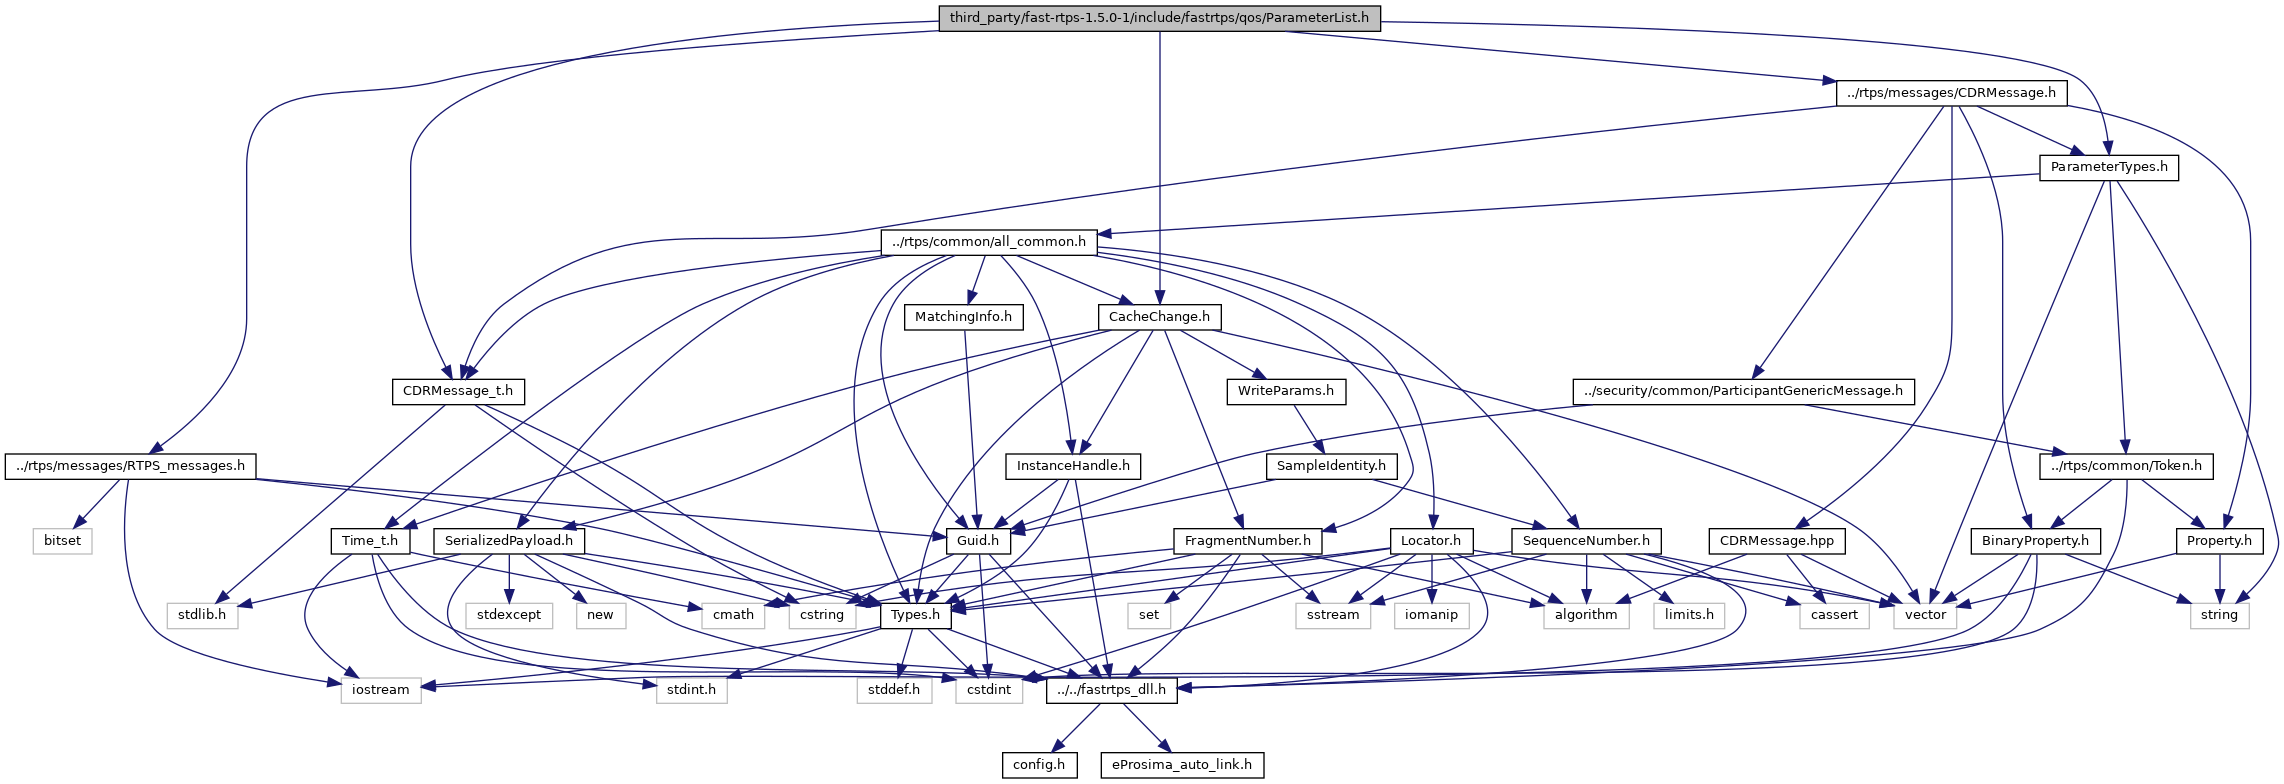 third_party/fast-rtps-1.5.0-1/include/fastrtps/qos/ParameterList.h
../rtps/messages/CDRMessage.h
ParameterTypes.h
../rtps/common/all_common.h
MatchingInfo.h
CacheChange.h
CDRMessage_t.h
WriteParams.h
../security/common/ParticipantGenericMessage.h
../rtps/messages/RTPS_messages.h
InstanceHandle.h
SampleIdentity.h
../rtps/common/Token.h
bitset
Time_t.h
SerializedPayload.h
Guid.h
FragmentNumber.h
Locator.h
SequenceNumber.h
CDRMessage.hpp
BinaryProperty.h
Property.h
stdlib.h
stdexcept
new
cmath
cstring
Types.h
set
sstream
iomanip
algorithm
limits.h
cassert
vector
string
iostream
stdint.h
stddef.h
cstdint
../../fastrtps_dll.h
config.h
eProsima_auto_link.h